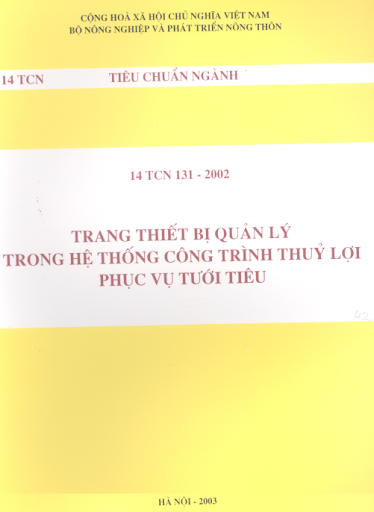 CỘNG HOÀ XÃ HỘI CHỦ NGHĨA VIỆT NAM
BỘ NÔNG NGHIỆP VÀ PHÁT TRIỂN NÔNG THÔN
14 TCN TIÊU CHUẨN NGÀNH
14 TCN 131 - 2002
TRANG THIẾT BỊ QUẢN LÝ
TRONG HỆ THỐNG CÔNG TRÌNH THUỶ LỢI
PHỤC VỤ TƯỚI TIÊU
HÀ NỘI - 2003